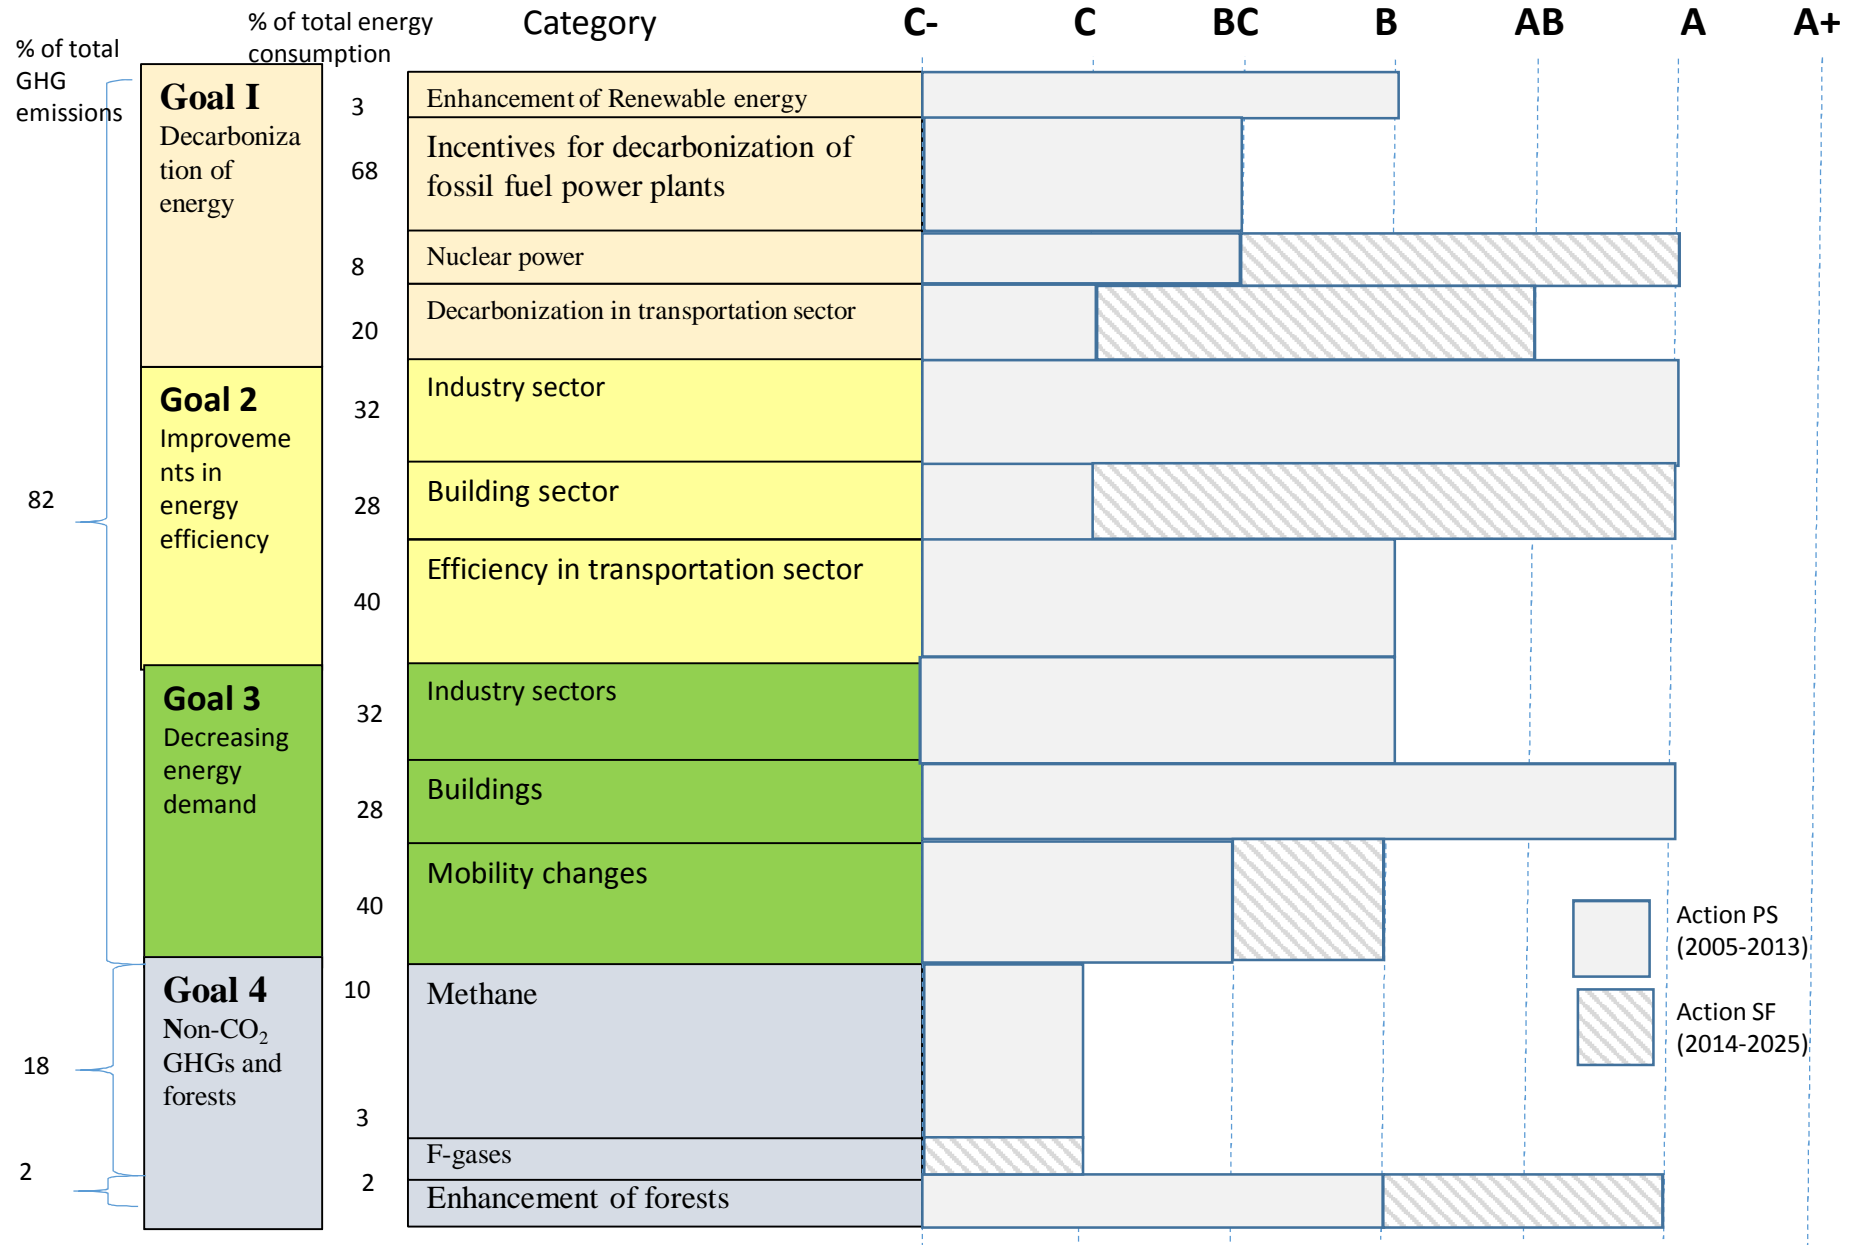 % of total energy
consumption
Category
C-
C
BC
B
AB
A
A+
% of total
GHG
emissions
Goal I
Decarboniza
tion of
energy
3
Enhancement of Renewable energy
68
Incentives for decarbonization of
fossil fuel power plants
8
Nuclear power
20
Decarbonization in transportation sector
Goal 2
Improveme
nts in
energy
efficiency
32
Industry sector
82
28
Building sector
40
Efficiency in transportation sector
Goal 3
Decreasing
energy
demand
32
Industry sectors
28
Buildings
40
Mobility changes
Action PS
(2005-2013)
Action SF
(2014-2025)
Goal 4
Non-CO₂
GHGs and
forests
10
Methane
18
3
F-gases
2
2
Enhancement of forests